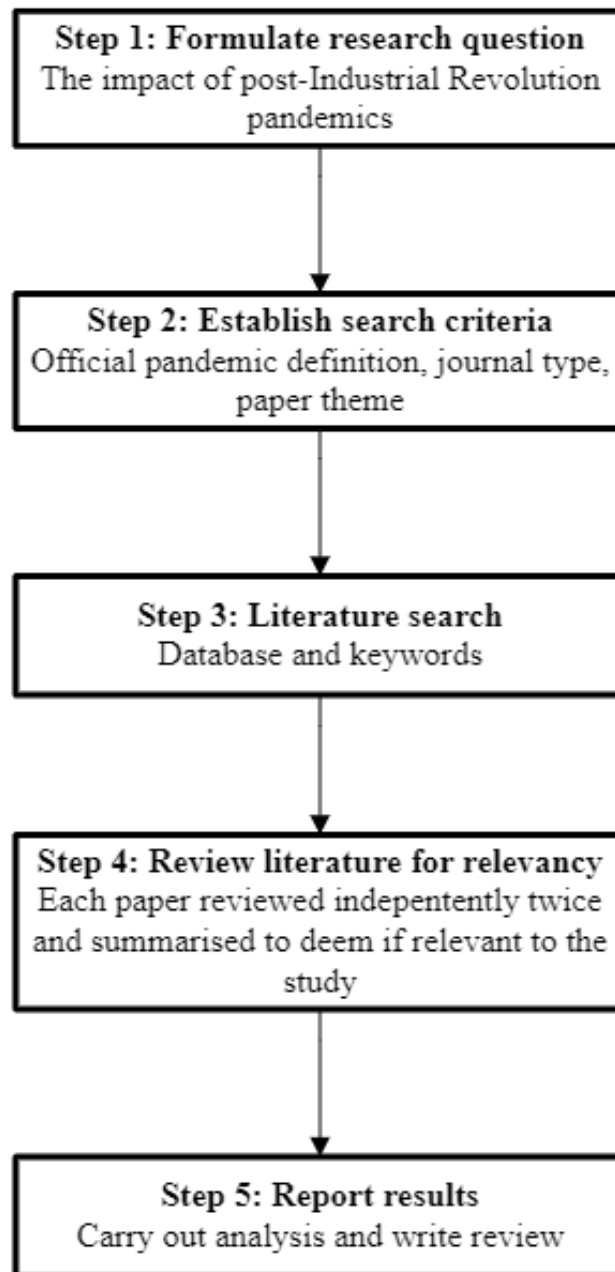 Step 1: Formulate research question
The impact of post-Industrial Revolution
pandemics
Step 2: Establish search criteria
Official pandemic definition, journal type,
paper theme
Step 3: Literature search
Database and keywords
Step 4: Review literature for relevancy
Each paper reviewed indepentently twice
and summarised to deem if relevant to the
study
Step 5: Report results
Carry out analysis and write review